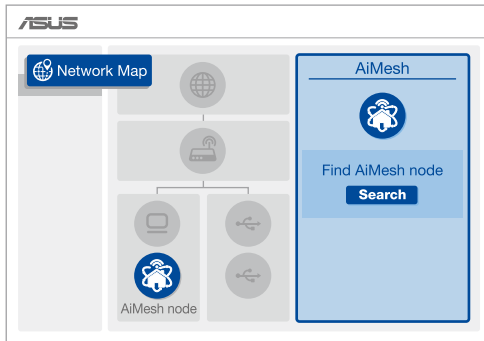 ASUS
Network Map
AiMesh
Find AiMesh node
Search
AiMesh node